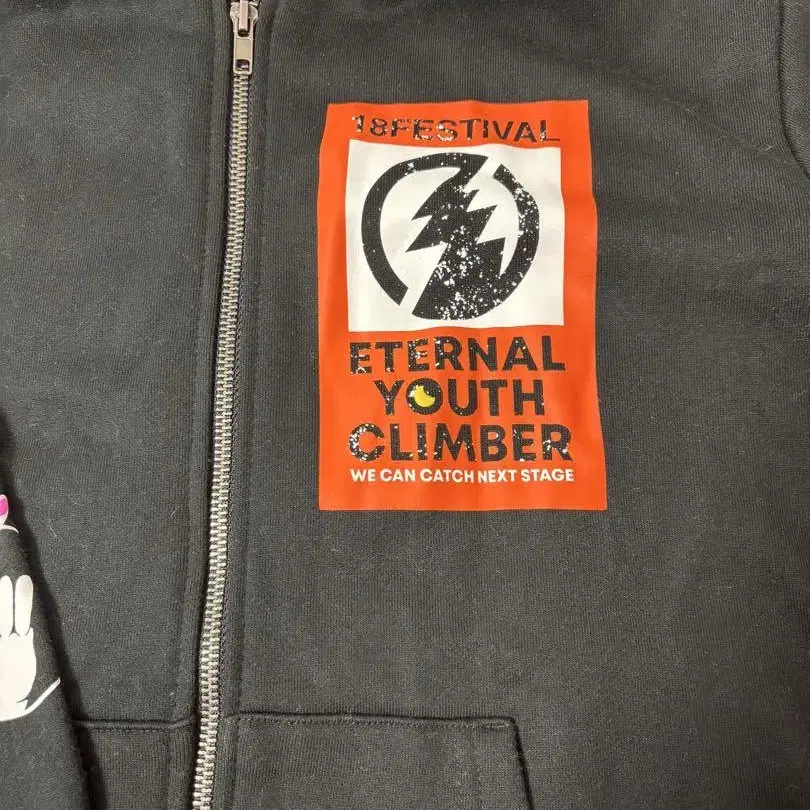 18FESTIVAL
ETERNAL
YOUTH
CLIMBER
WE CAN CATCH NEXT STAGE